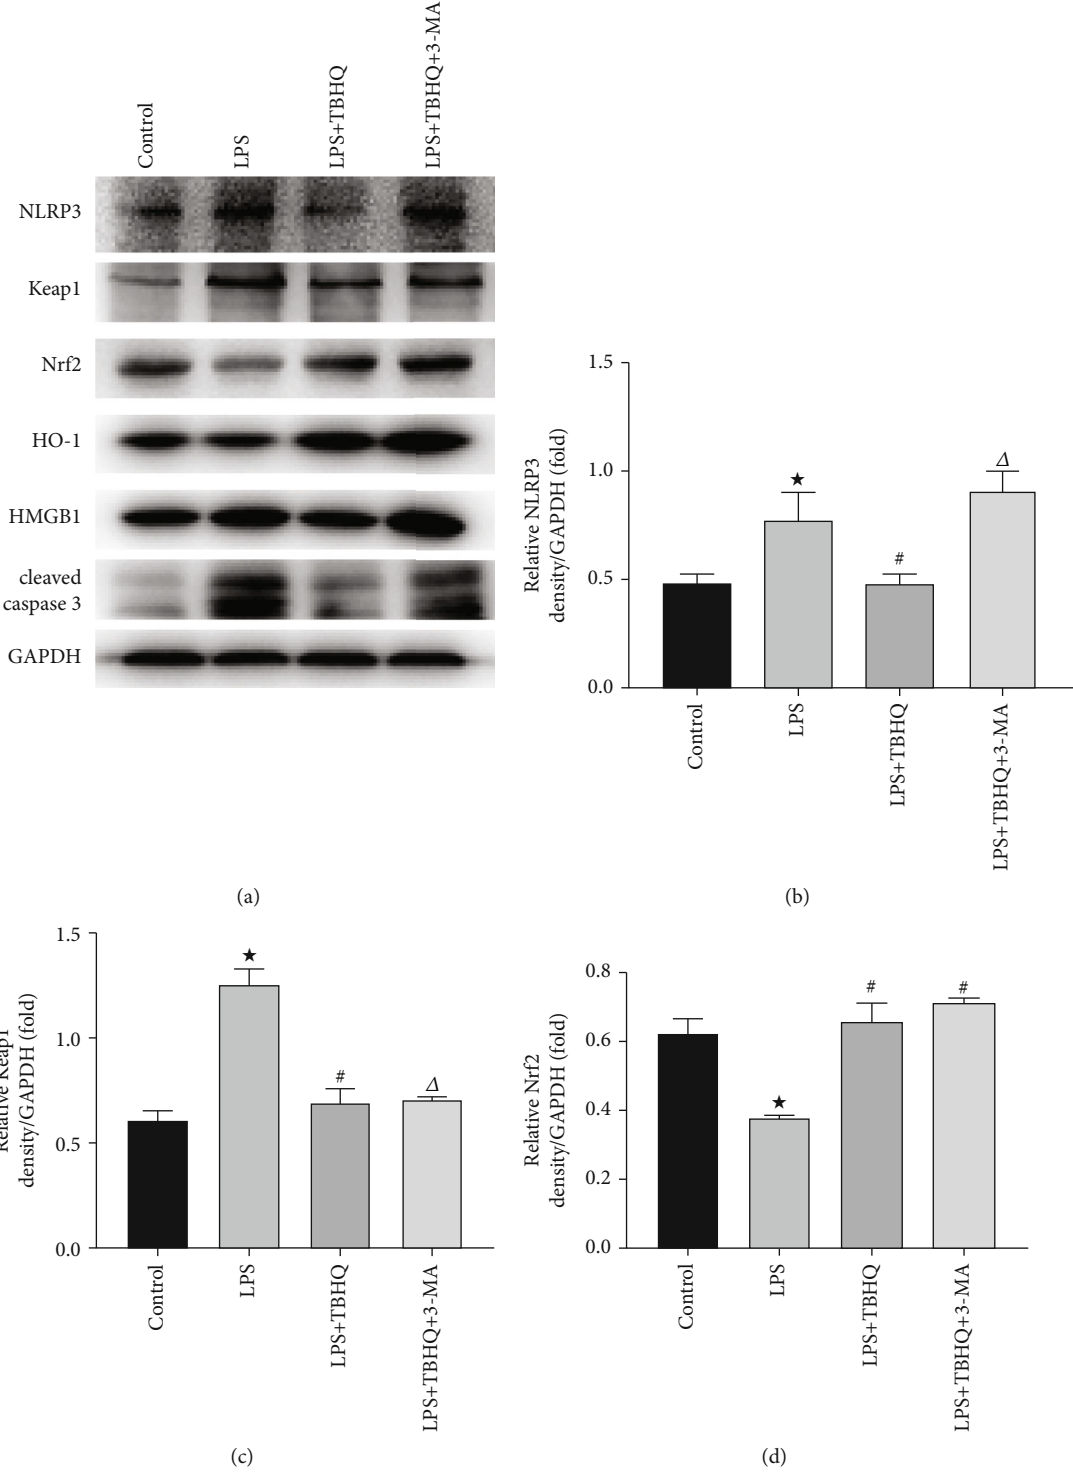 Control
LPS
LPS+TBHQ
LPS+TBHQ+3-MA
NLRP3
Keap1
Nrf2
HO-1
HMGB1
cleaved
caspase 3
GAPDH
(a)
Relative NLRP3
density/GAPDH (fold)
1.5
1.0
0.5
0.0
★
#
Δ
Control
LPS
LPS+TBHQ
LPS+TBHQ+3-MA
(b)
Relative Keap1
density/GAPDH (fold)
1.5
1.0
0.5
0.0
★
#
Δ
Control
LPS
LPS+TBHQ
LPS+TBHQ+3-MA
(c)
Relative Nrf2
density/GAPDH (fold)
0.8
0.6
0.4
0.2
0.0
★
#
#
Control
LPS
LPS+TBHQ
LPS+TBHQ+3-MA
(d)